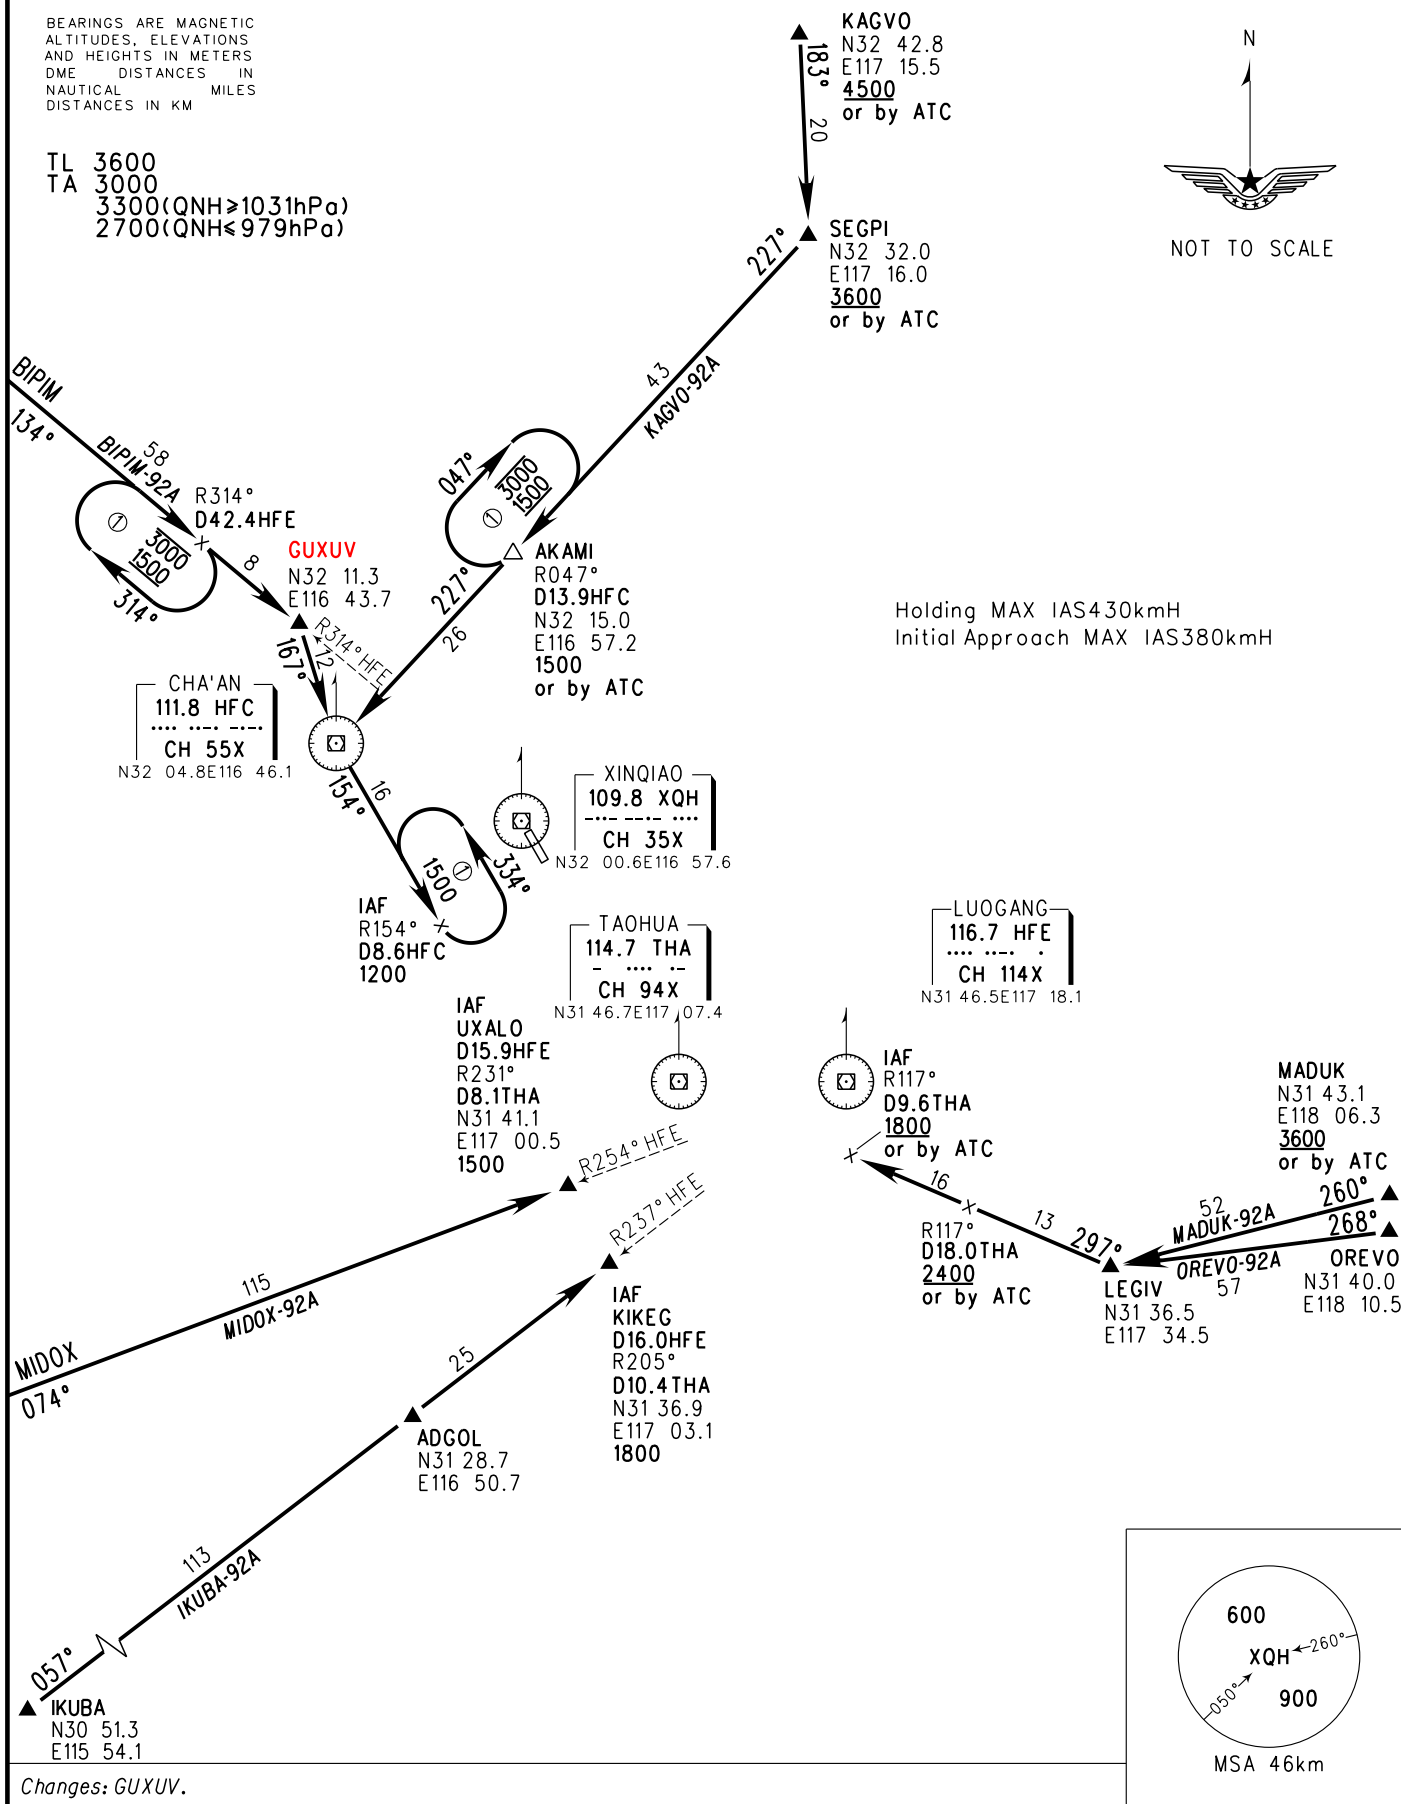 BEARINGS ARE MAGNETIC
ALTITUDES, ELEVATIONS
AND HEIGHTS IN METERS
DME DISTANCES IN
NAUTICAL MILES
DISTANCES IN KM
TL 3600
TA 3000
3300(QNH≥1031hPa)
2700(QNH≤979hPa)
KAGVO
N32 42.8
E117 15.5
4500
or by ATC
183°
20
N
NOT TO SCALE
SEGPI
N32 32.0
E117 16.0
3600
or by ATC
227°
43
KAGVO-92A
BIPIM
134°
58
BIPIM-92A
R314°
D42.4HFE
1
3000
1500
314°
8
GUXUV
N32 11.3
E116 43.7
047°
3000
1500
1
AKAMI
R047°
D13.9HFC
N32 15.0
E116 57.2
1500
or by ATC
227°
26
R314° HFE
167°
12
Holding MAX IAS430kmH
Initial Approach MAX IAS380kmH
CHA'AN
111.8 HFC
···· ··-· -·-·
CH 55X
N32 04.8E116 46.1
154°
16
XINQIAO
109.8 XQH
-··- --·- ····
CH 35X
N32 00.6E116 57.6
1500
1
334°
IAF
R154°
D8.6HFC
1200
TAOHUA
114.7 THA
- ···· ·-
CH 94X
N31 46.7E117 07.4
LUOGANG
116.7 HFE
···· ··-· ·
CH 114X
N31 46.5E117 18.1
IAF
UXALO
D15.9HFE
R231°
D8.1THA
N31 41.1
E117 00.5
1500
R254° HFE
R237° HFE
IAF
R117°
D9.6THA
1800
or by ATC
MADUK
N31 43.1
E118 06.3
3600
or by ATC
16
R117°
D18.0THA
2400
or by ATC
13
297°
52
MADUK-92A
260°
268°
OREVO-92A
57
OREVO
N31 40.0
E118 10.5
LEGIV
N31 36.5
E117 34.5
115
MIDOX-92A
MIDOX
074°
25
IAF
KIKEG
D16.0HFE
R205°
D10.4THA
N31 36.9
E117 03.1
1800
ADGOL
N31 28.7
E116 50.7
113
IKUBA-92A
057°
IKUBA
N30 51.3
E115 54.1
600
XQH
260°
050°
900
MSA 46km
Changes: GUXUV.